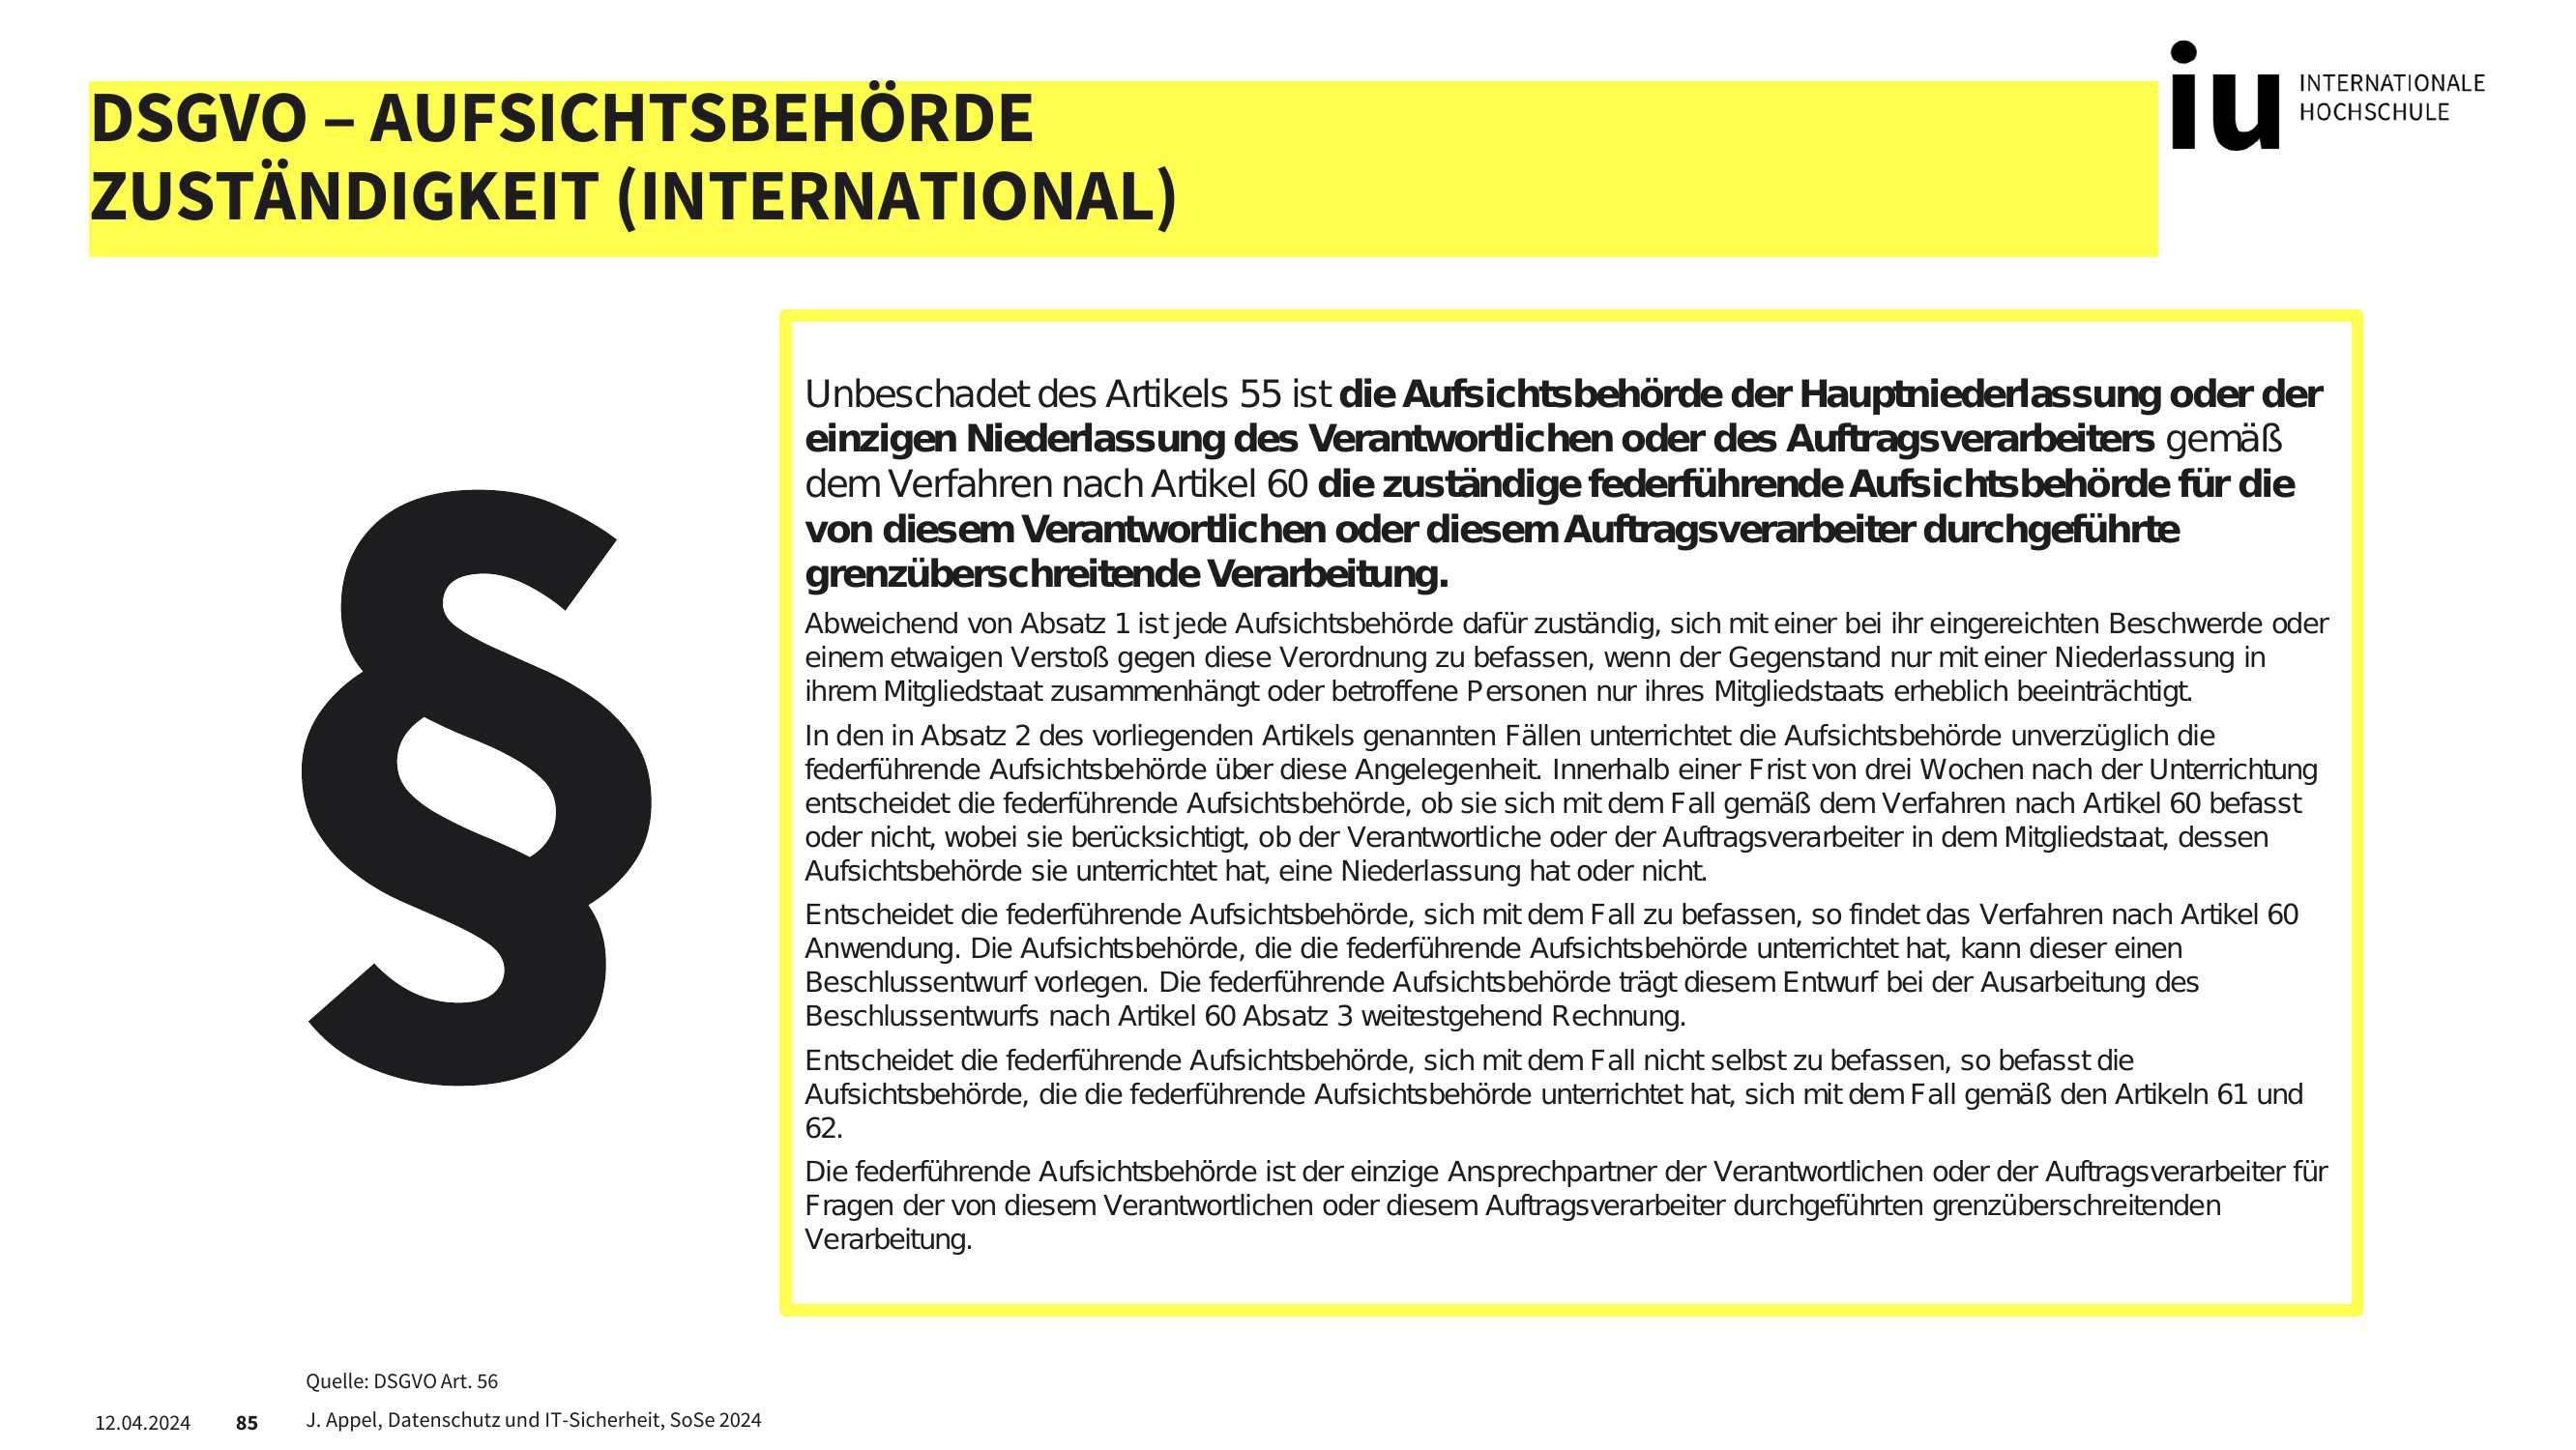 DSGVO – AUFSICHTSBEHÖRDE
ZUSTÄNDIGKEIT (INTERNATIONAL)
iu INTERNATIONALE
HOCHSCHULE
§
Unbeschadet des Artikels 55 ist die Aufsichtsbehörde der Hauptniederlassung oder der
einzigen Niederlassung des Verantwortlichen oder des Auftragsverarbeiters gemäß
dem Verfahren nach Artikel 60 die zuständige federführende Aufsichtsbehörde für die
von diesem Verantwortlichen oder diesem Auftragsverarbeiter durchgeführte
grenzüberschreitende Verarbeitung.
Abweichend von Absatz 1 ist jede Aufsichtsbehörde dafür zuständig, sich mit einer bei ihr eingereichten Beschwerde oder
einem etwaigen Verstoß gegen diese Verordnung zu befassen, wenn der Gegenstand nur mit einer Niederlassung in
ihrem Mitgliedstaat zusammenhängt oder betroffene Personen nur ihres Mitgliedstaats erheblich beeinträchtigt.
In den in Absatz 2 des vorliegenden Artikels genannten Fällen unterrichtet die Aufsichtsbehörde unverzüglich die
federführende Aufsichtsbehörde über diese Angelegenheit. Innerhalb einer Frist von drei Wochen nach der Unterrichtung
entscheidet die federführende Aufsichtsbehörde, ob sie sich mit dem Fall gemäß dem Verfahren nach Artikel 60 befasst
oder nicht, wobei sie berücksichtigt, ob der Verantwortliche oder der Auftragsverarbeiter in dem Mitgliedstaat, dessen
Aufsichtsbehörde sie unterrichtet hat, eine Niederlassung hat oder nicht.
Entscheidet die federführende Aufsichtsbehörde, sich mit dem Fall zu befassen, so findet das Verfahren nach Artikel 60
Anwendung. Die Aufsichtsbehörde, die die federführende Aufsichtsbehörde unterrichtet hat, kann dieser einen
Beschlussentwurf vorlegen. Die federführende Aufsichtsbehörde trägt diesem Entwurf bei der Ausarbeitung des
Beschlussentwurfs nach Artikel 60 Absatz 3 weitestgehend Rechnung.
Entscheidet die federführende Aufsichtsbehörde, sich mit dem Fall nicht selbst zu befassen, so befasst die
Aufsichtsbehörde, die die federführende Aufsichtsbehörde unterrichtet hat, sich mit dem Fall gemäß den Artikeln 61 und
62.
Die federführende Aufsichtsbehörde ist der einzige Ansprechpartner der Verantwortlichen oder der Auftragsverarbeiter für
Fragen der von diesem Verantwortlichen oder diesem Auftragsverarbeiter durchgeführten grenzüberschreitenden
Verarbeitung.
Quelle: DSGVO Art. 56
12.04.2024 85 J. Appel, Datenschutz und IT-Sicherheit, SoSe 2024